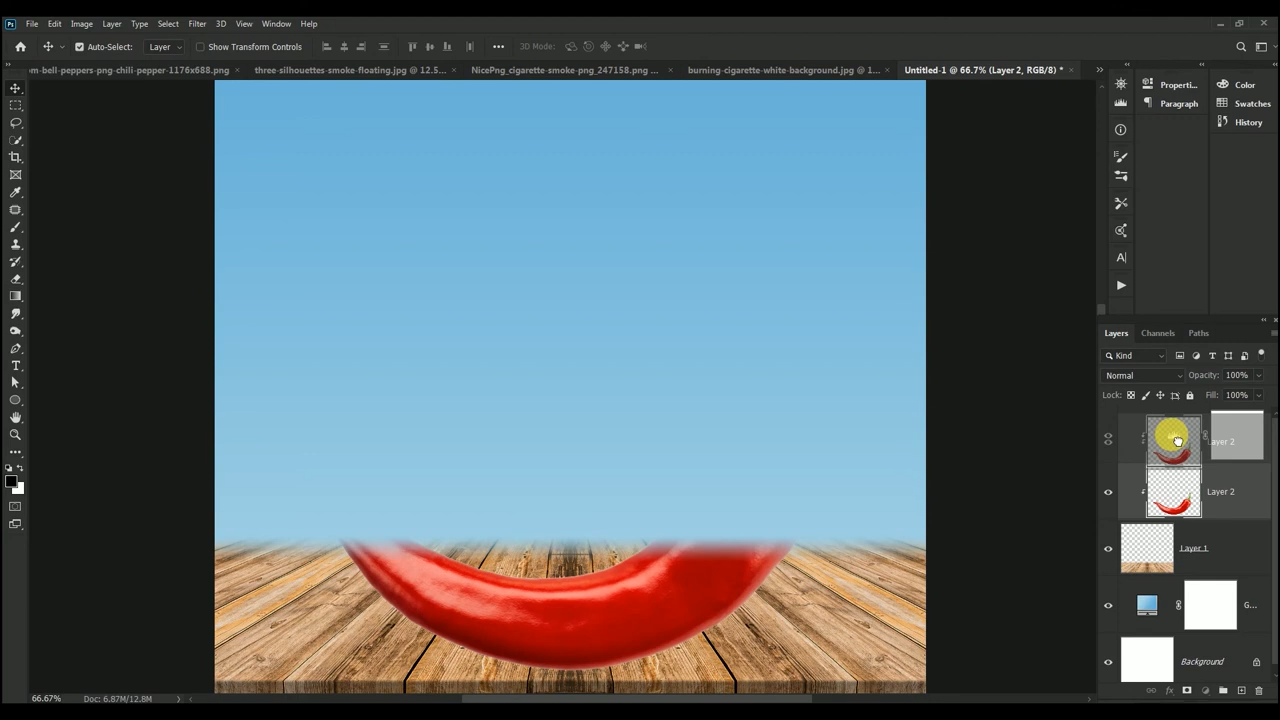 Ps File Edit Image Layer Type Select Filter 3D View Window Help
Auto-Select: Layer Show Transform Controls 3D Mode:
om-bell-peppers-png-chili-pepper-1176x688.png × three-silhouettes-smoke-floating.jpg @ 12.5... × NicePng_cigarette-smoke-png_247158.png ... × burning-cigarette-white-background.jpg @ 1... × Untitled-1 @ 66.7% (Layer 2, RGB/8) * ×
Properti... Color
Paragraph Swatches
History
Layers Channels Paths
Kind
Normal Opacity: 100%
Lock: Fill: 100%
Layer 2
Layer 2
Layer 1
G...
Background
66.67% Doc: 6.87M/12.8M